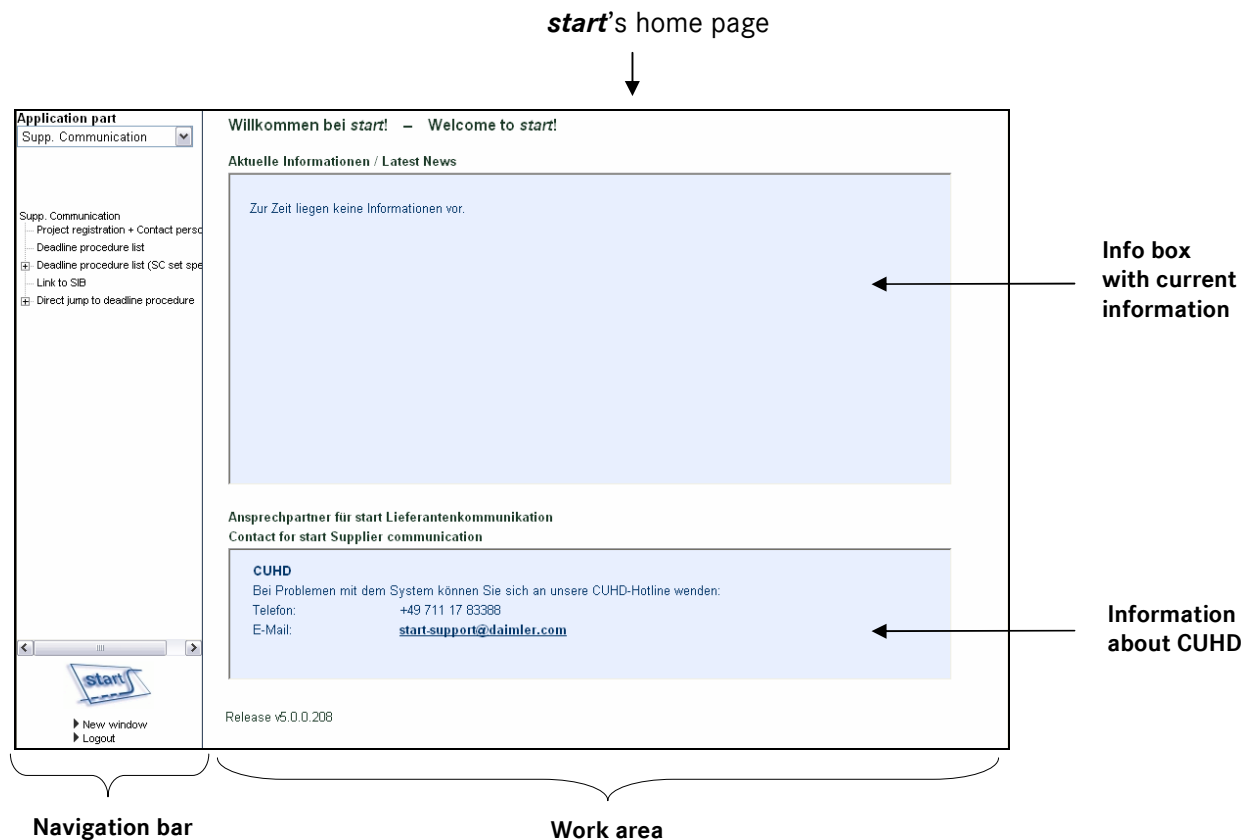 start's home page
Application part
Supp. Communication
Supp. Communication
Project registration + Contact perso
Deadline procedure list
Deadline procedure list (SC set spe
Link to SIB
Direct jump to deadline procedure
start
New window
Logout
Willkommen bei start! – Welcome to start!
Aktuelle Informationen / Latest News
Zur Zeit liegen keine Informationen vor.
Ansprechpartner für start Lieferantenkommunikation
Contact for start Supplier communication
CUHD
Bei Problemen mit dem System können Sie sich an unsere CUHD-Hotline wenden:
Telefon: +49 711 17 83388
E-Mail: start-support@daimler.com
Release v5.0.0.208
Info box
with current
information
Information
about CUHD
Navigation bar
Work area